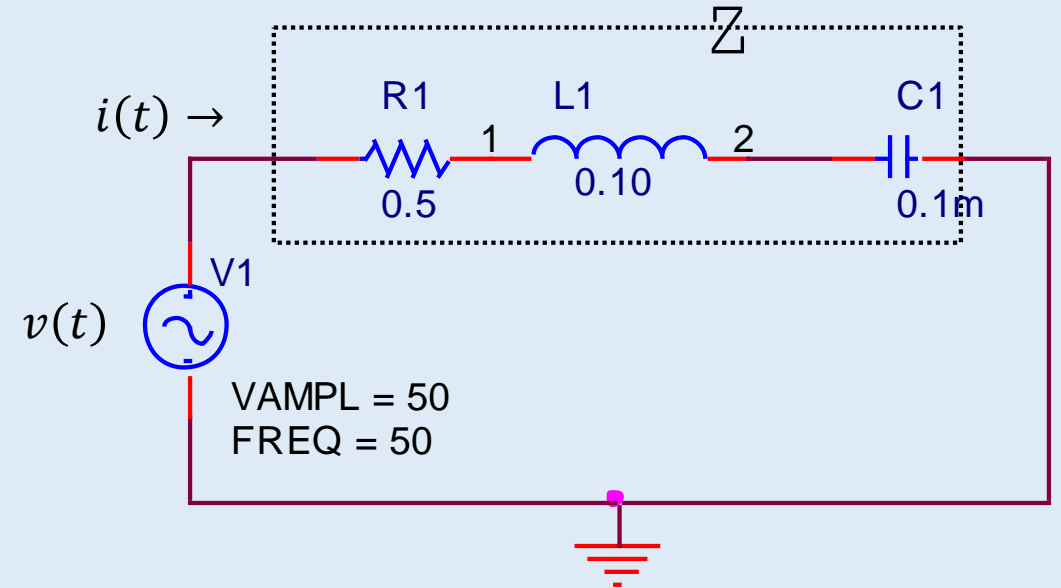 Z
i(t) →
R1
L1
C1
1
2
0.5
0.10
0.1m
V1
v(t)
VAMPL = 50
FREQ = 50